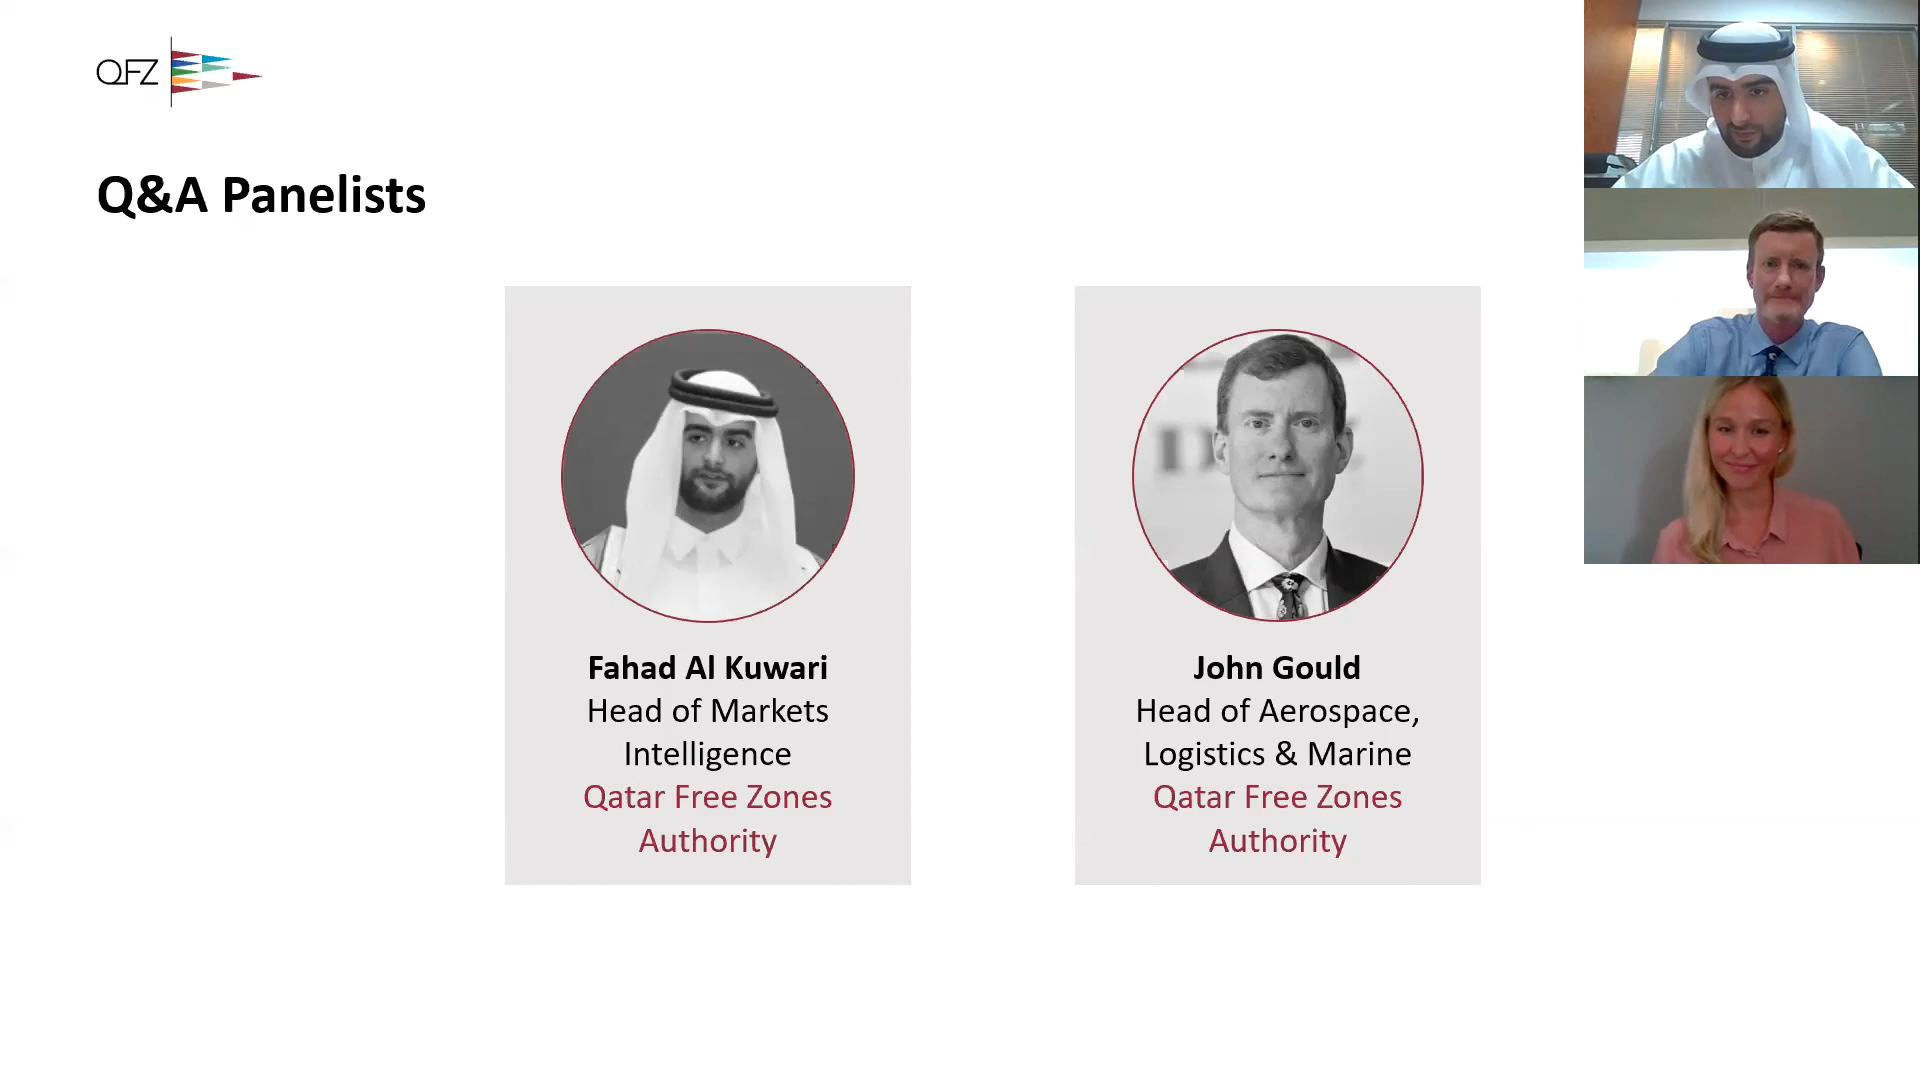 QFZ
Q&A Panelists
Fahad Al Kuwari
Head of Markets
Intelligence
Qatar Free Zones
Authority
John Gould
Head of Aerospace,
Logistics & Marine
Qatar Free Zones
Authority